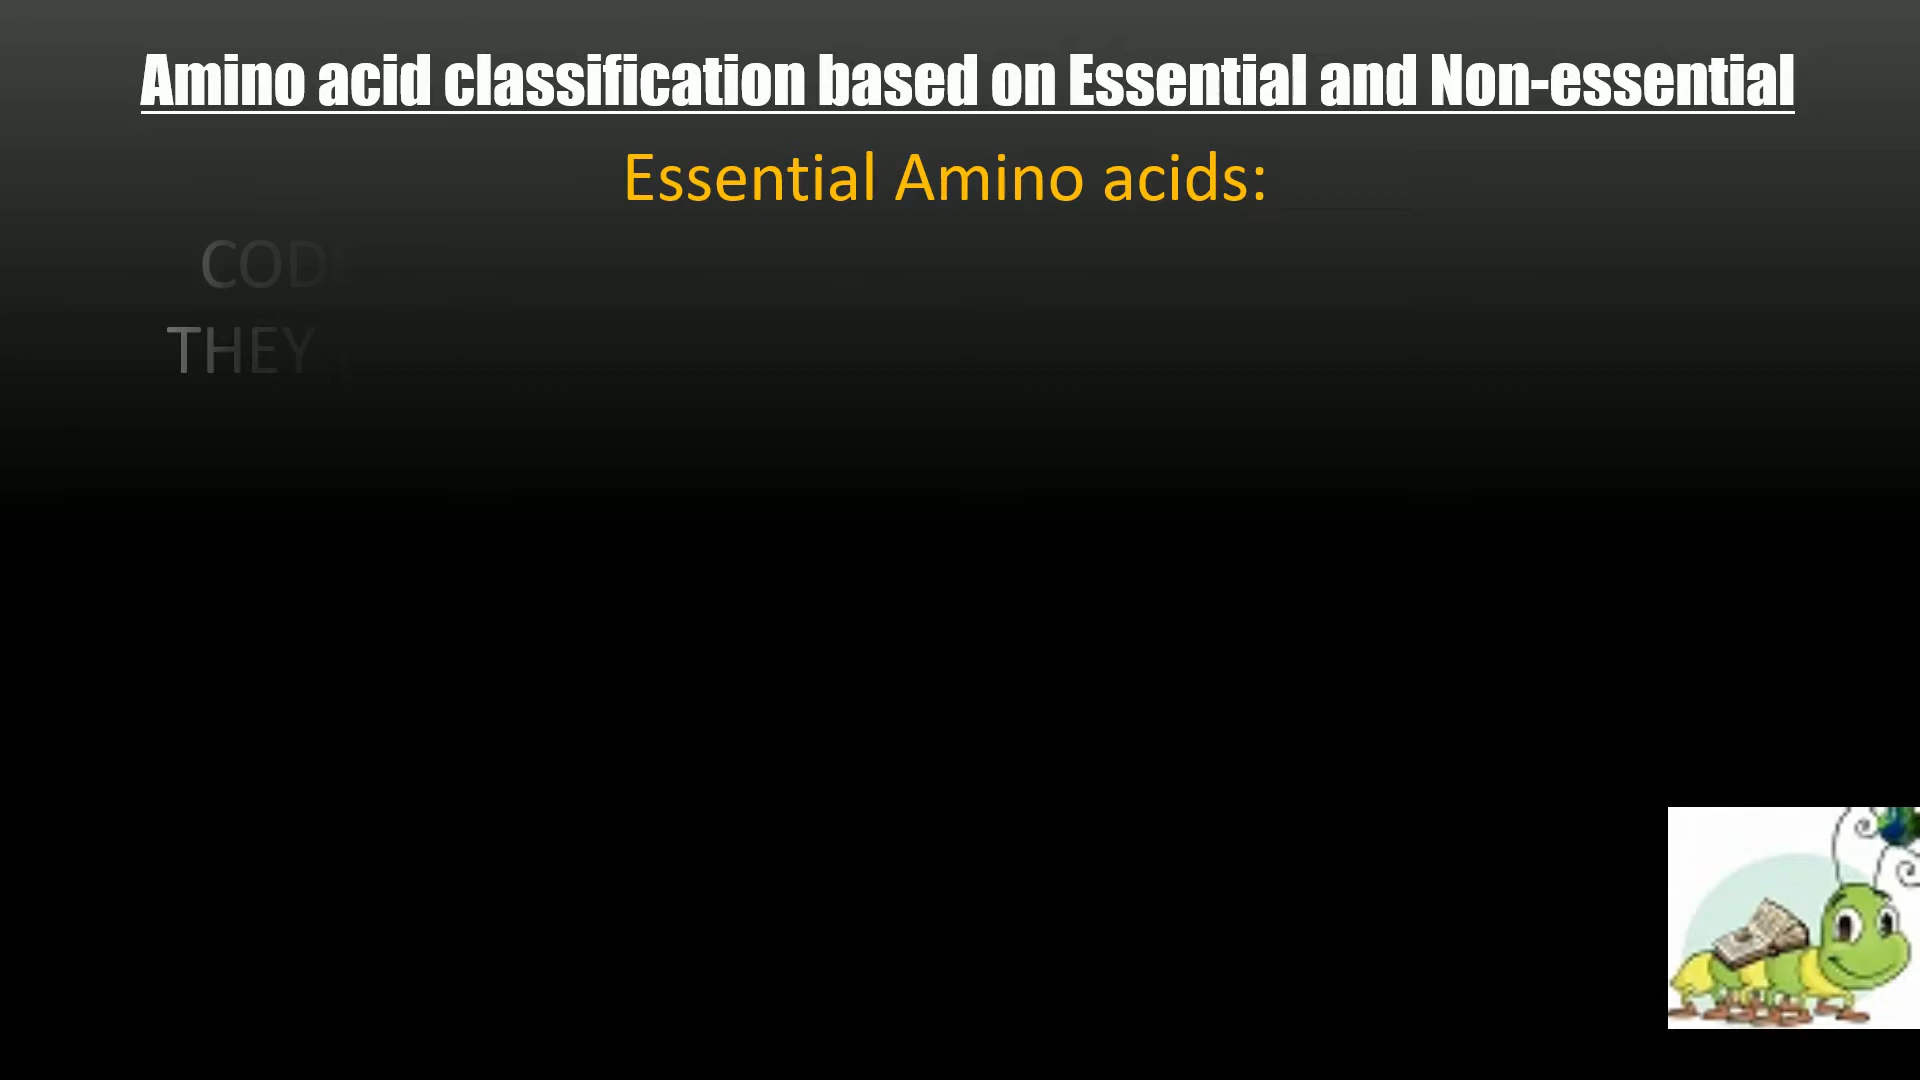 Amino acid classification based on Essential and Non-essential
Essential Amino acids:
THEY